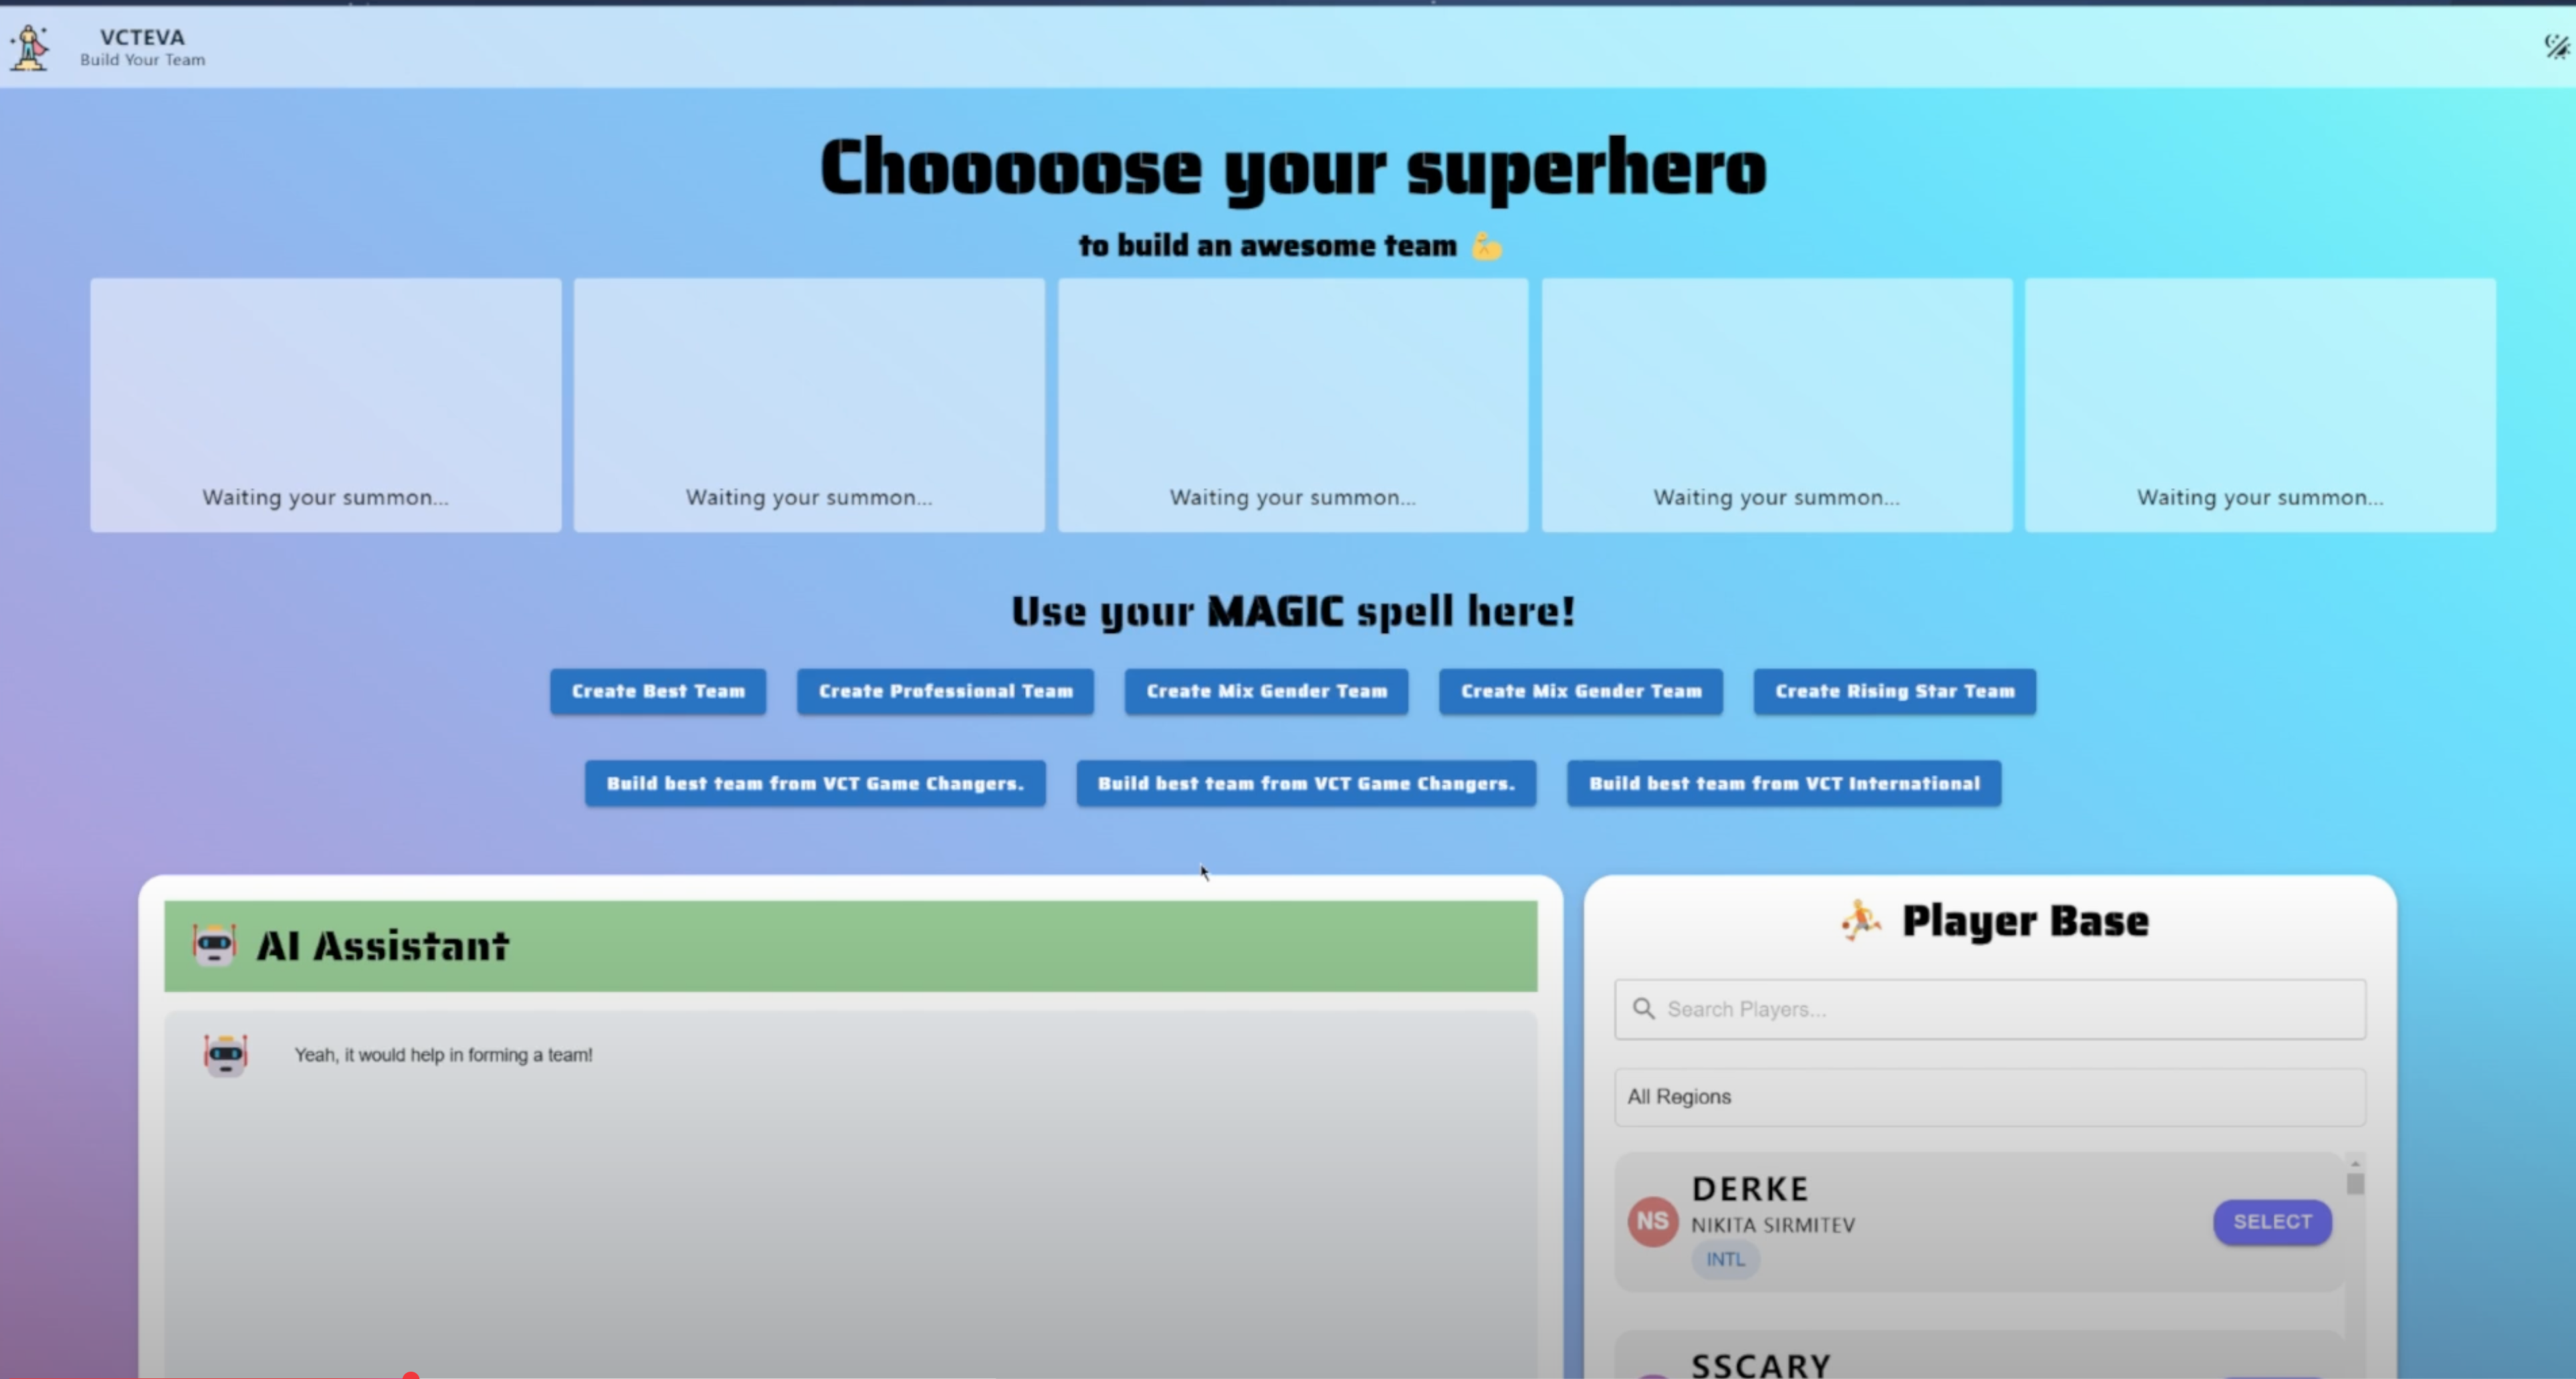 VCTEVA
Build Your Team
Chooooose your superhero
to build an awesome team
Waiting your summon...
Waiting your summon...
Waiting your summon...
Waiting your summon...
Waiting your summon...
Use your MAGIC spell here!
Create Best Team
Create Professional Team
Create Mix Gender Team
Create Mix Gender Team
Create Rising Star Team
Build best team from VCT Game Changers.
Build best team from VCT Game Changers.
Build best team from VCT International
AI Assistant
Yeah, it would help in forming a team!
Player Base
Search Players...
All Regions
DERKE
NS
NIKITA SIRMITEV
SELECT
INTL
SSCARY